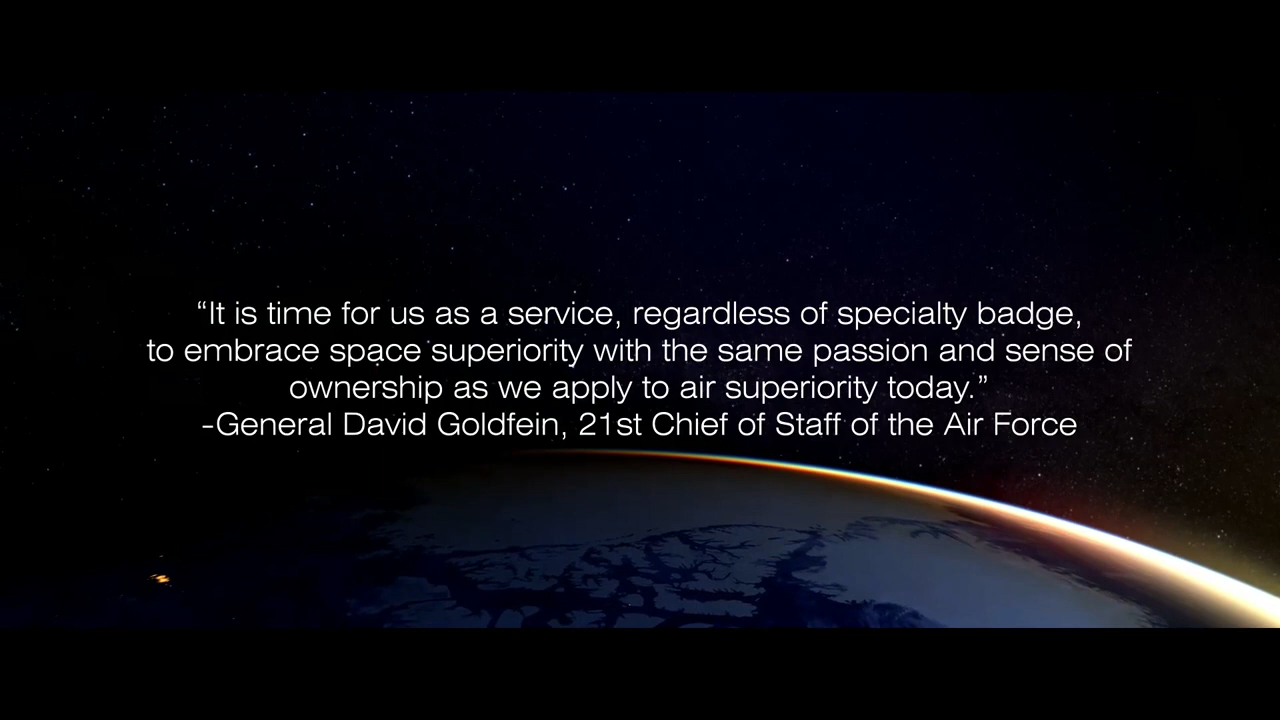 “It is time for us as a service, regardless of specialty badge,
to embrace space superiority with the same passion and sense of
ownership as we apply to air superiority today.”
-General David Goldfein, 21st Chief of Staff of the Air Force